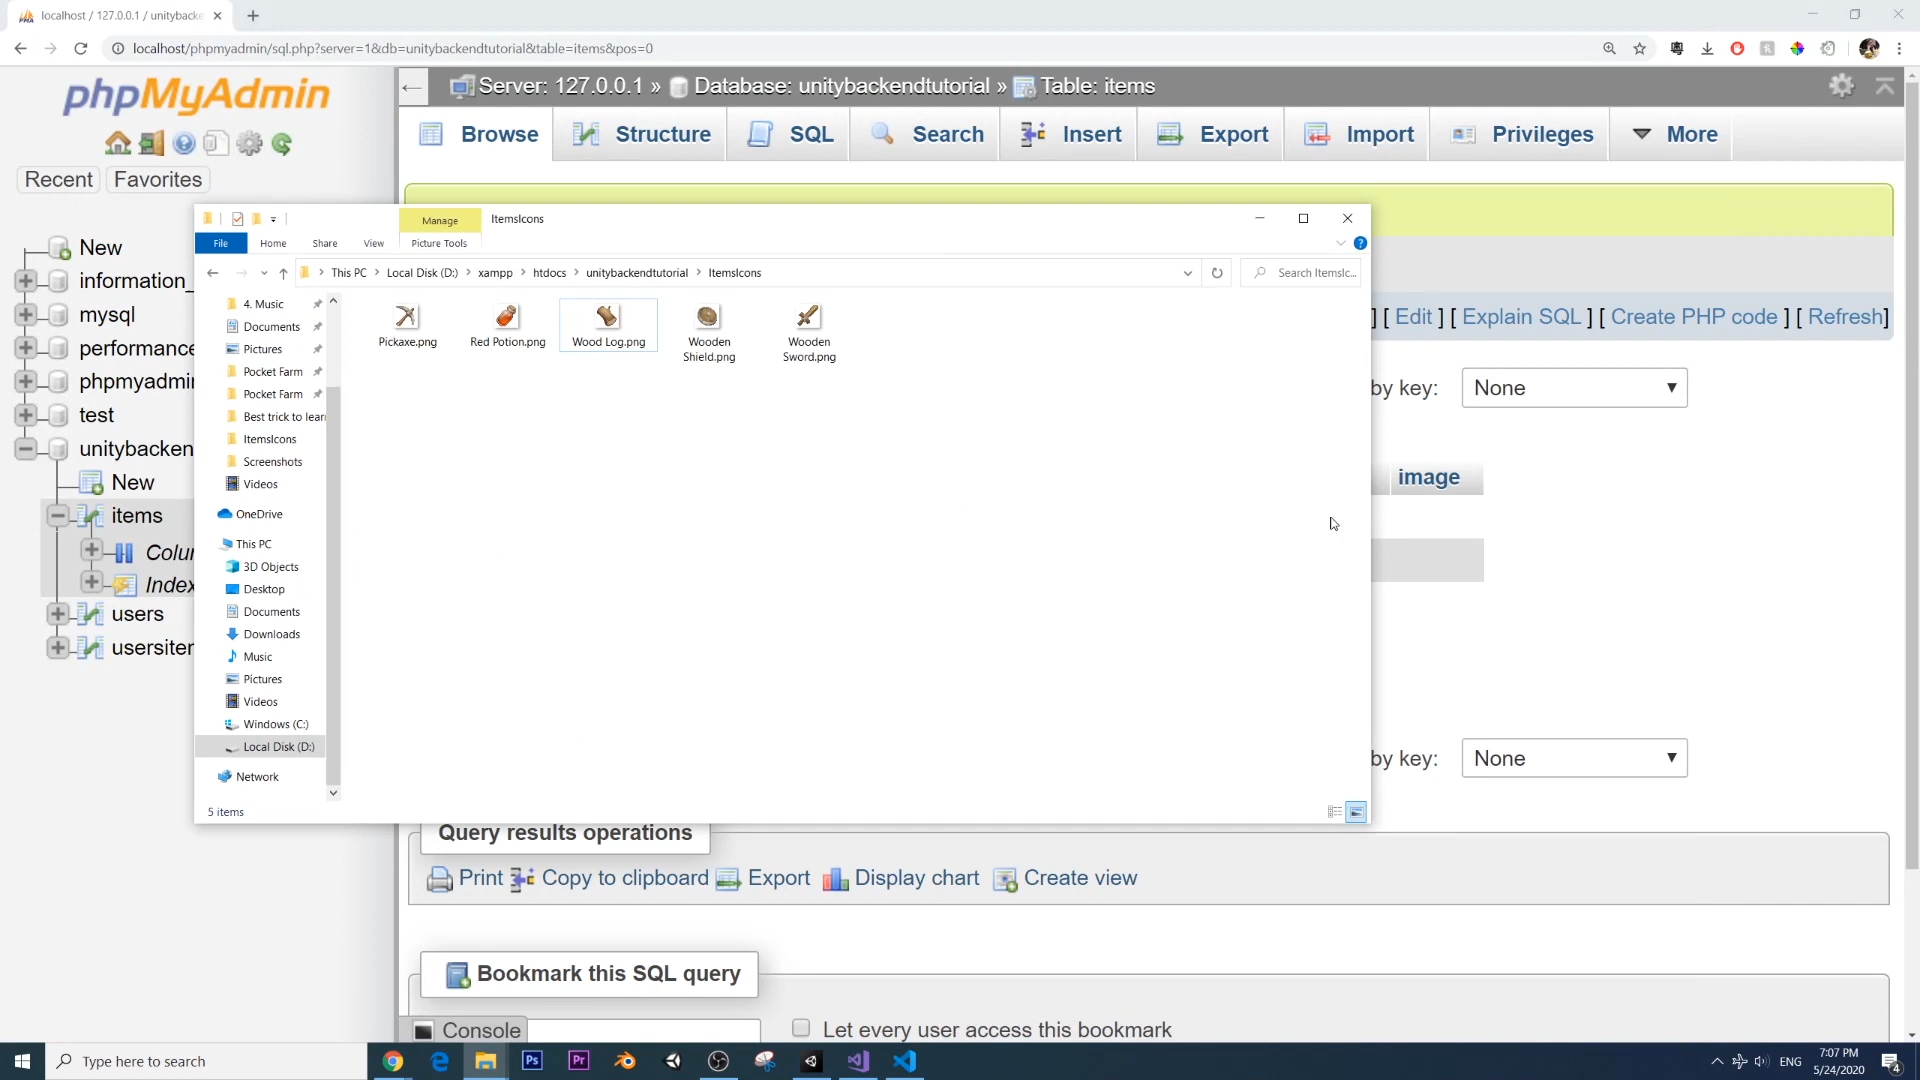 localhost / 127.0.0.1 / unitybacke
localhost/phpmyadmin/sql.php?server=1&db=unitybackendtutorial&table=items&pos=0
phpMyAdmin
Recent
Favorites
New
information_
mysql
performance
phpmyadmin
test
unitybacken
New
items
Colu
Index
users
usersiter
Server: 127.0.0.1 » Database: unitybackendtutorial » Table: items
Browse
Structure
SQL
Search
Insert
Export
Import
Privileges
More
] [ Edit ] [ Explain SQL ] [ Create PHP code ] [ Refresh]
by key:
None
image
by key:
None
Manage
ItemsIcons
File
Home
Share
View
Picture Tools
This PC > Local Disk (D:) > xampp > htdocs > unitybackendtutorial > ItemsIcons
Search ItemsIc...
4. Music
Documents
Pictures
Pocket Farm
Pocket Farm
Best trick to lear
ItemsIcons
Screenshots
Videos
OneDrive
This PC
3D Objects
Desktop
Documents
Downloads
Music
Pictures
Videos
Windows (C:)
Local Disk (D:)
Network
Pickaxe.png
Red Potion.png
Wood Log.png
Wooden
Shield.png
Wooden
Sword.png
5 items
Query results operations
Print
Copy to clipboard
Export
Display chart
Create view
Bookmark this SQL query
Console
Let every user access this bookmark
Type here to search
Ps
Pr
ENG
7:07 PM
5/24/2020
4